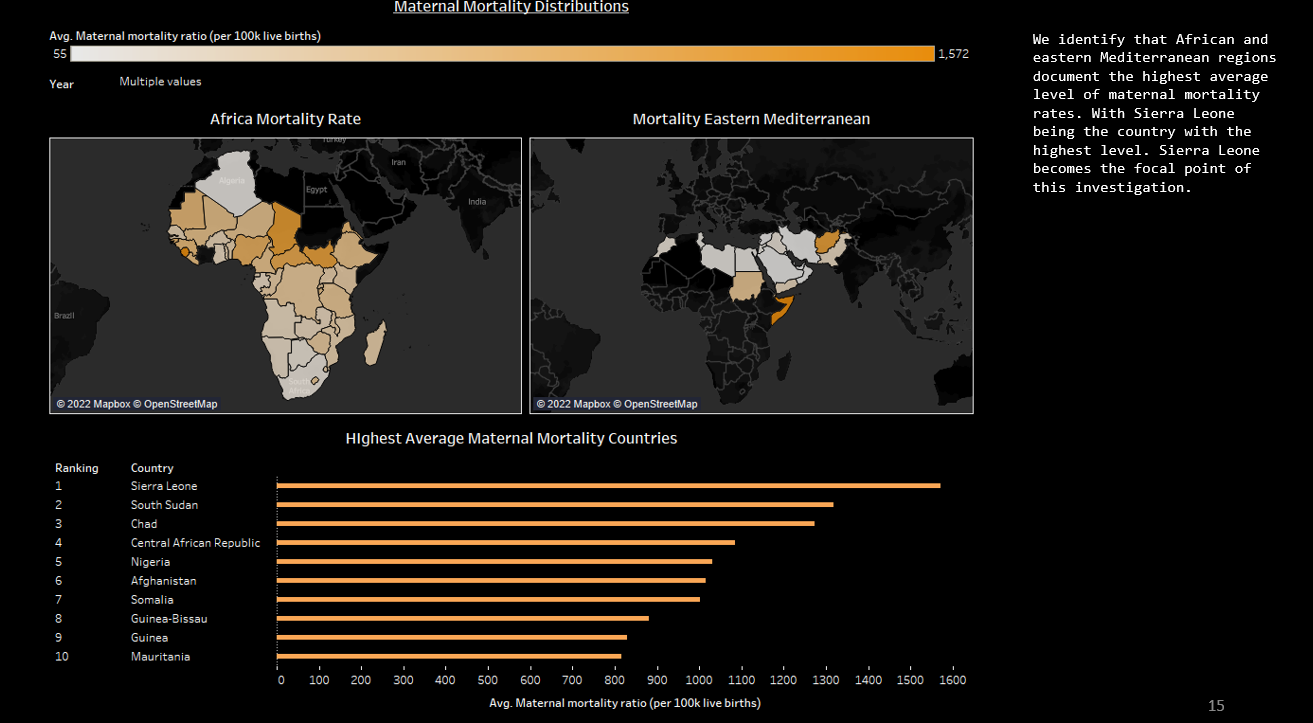 Maternal Mortality Distributions
Avg. Maternal mortality ratio (per 100k live births)
55
1,572
Year
Multiple values
We identify that African and
eastern Mediterranean regions
document the highest average
level of maternal mortality
rates. With Sierra Leone
being the country with the
highest level. Sierra Leone
becomes the focal point of
this investigation.
Africa Mortality Rate
Turkey
Iran
Algeria
Egypt
India
Brazil
South
Africa
© 2022 Mapbox © OpenStreetMap
Mortality Eastern Mediterranean
© 2022 Mapbox © OpenStreetMap
HIghest Average Maternal Mortality Countries
Ranking Country
1 Sierra Leone
2 South Sudan
3 Chad
4 Central African Republic
5 Nigeria
6 Afghanistan
7 Somalia
8 Guinea-Bissau
9 Guinea
10 Mauritania
0 100 200 300 400 500 600 700 800 900 1000 1100 1200 1300 1400 1500 1600
Avg. Maternal mortality ratio (per 100k live births)
15